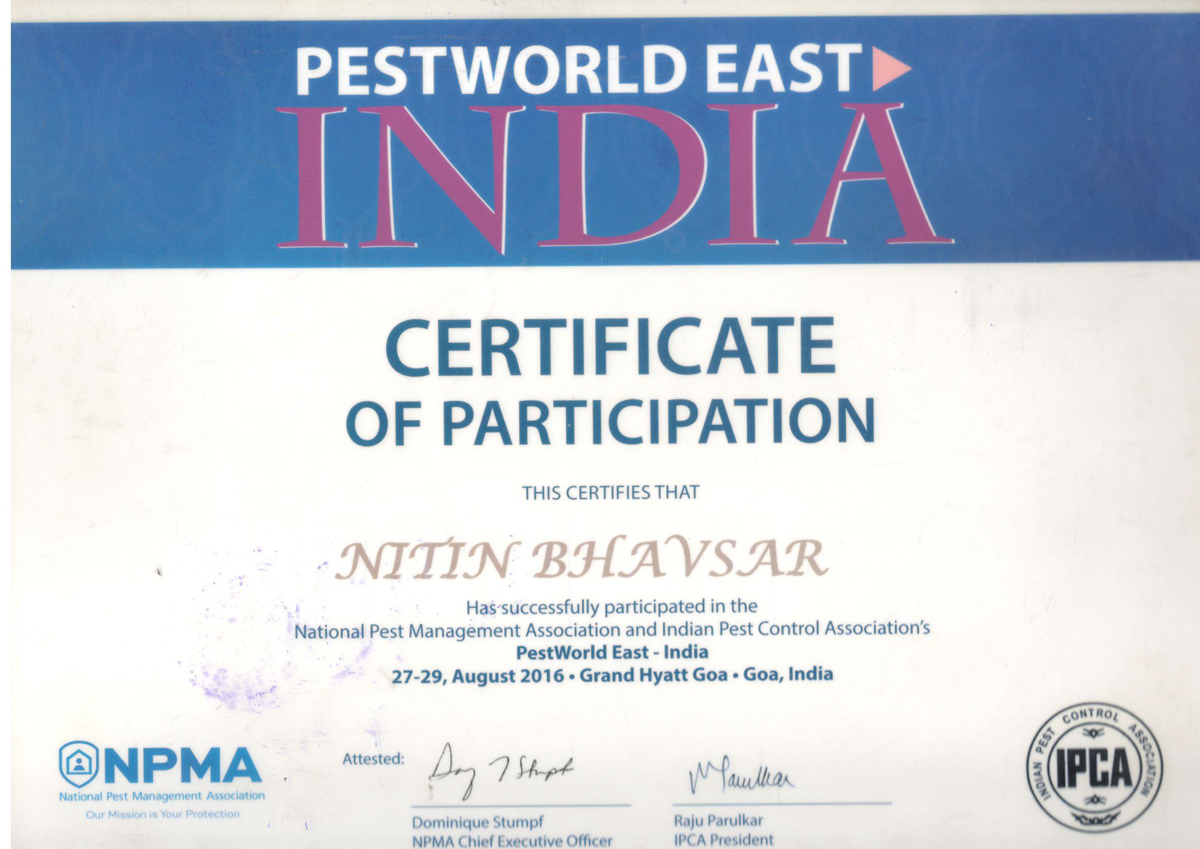 PESTWORLD EAST
INDIA
CERTIFICATE
OF PARTICIPATION
THIS CERTIFIES THAT
NITIN BHAVSAR
Has successfully participated in the
National Pest Management Association and Indian Pest Control Association's
PestWorld East - India
27-29, August 2016 • Grand Hyatt Goa • Goa, India
NPMA
National Pest Management Association
Our Mission is Your Protection
Attested:
Dominique Stumpf
NPMA Chief Executive Officer
Raju Parulkar
IPCA President
INDIAN PEST CONTROL ASSOCIATION
IPCA